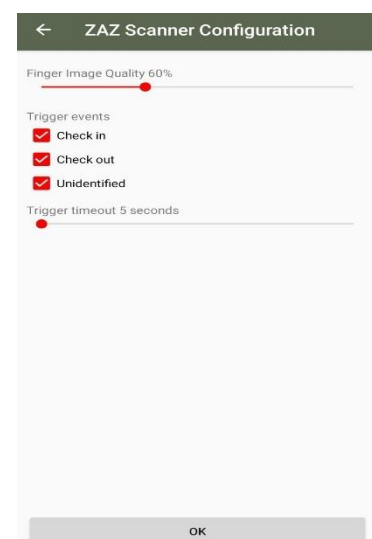 ZAZ Scanner Configuration
Finger Image Quality 60%
Trigger events
Check in
Check out
Unidentified
Trigger timeout 5 seconds
OK